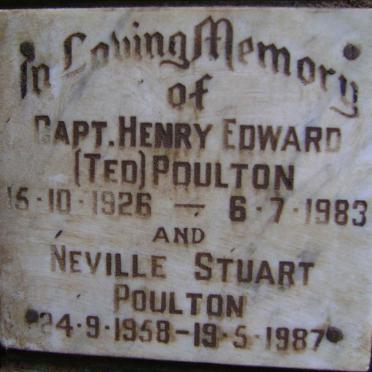 In Loving Memory
of
CAPT. HENRY EDWARD
(TED) POULTON
15·10·1926 — 6·7·1983
AND
NEVILLE STUART
POULTON
24·9·1958–19·5·1987